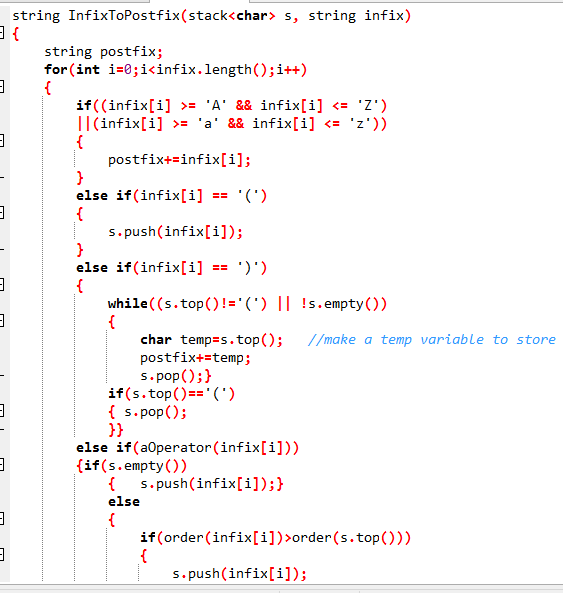 string InfixToPostfix(stack<char> s, string infix)
{
    string postfix;
    for(int i=0;i<infix.length();i++)
    {
        if((infix[i] >= 'A' && infix[i] <= 'Z')
        ||(infix[i] >= 'a' && infix[i] <= 'z'))
        {
            postfix+=infix[i];
        }
        else if(infix[i] == '(')
        {
            s.push(infix[i]);
        }
        else if(infix[i] == ')')
        {
            while((s.top()!='(') || !s.empty())
            {
                char temp=s.top();   //make a temp variable to store
                postfix+=temp;
                s.pop();}
            if(s.top()=='(')
            { s.pop();
            }}
        else if(aOperator(infix[i]))
        {if(s.empty())
            {   s.push(infix[i]);}
            else
            {
                if(order(infix[i])>order(s.top()))
                {
                    s.push(infix[i]);